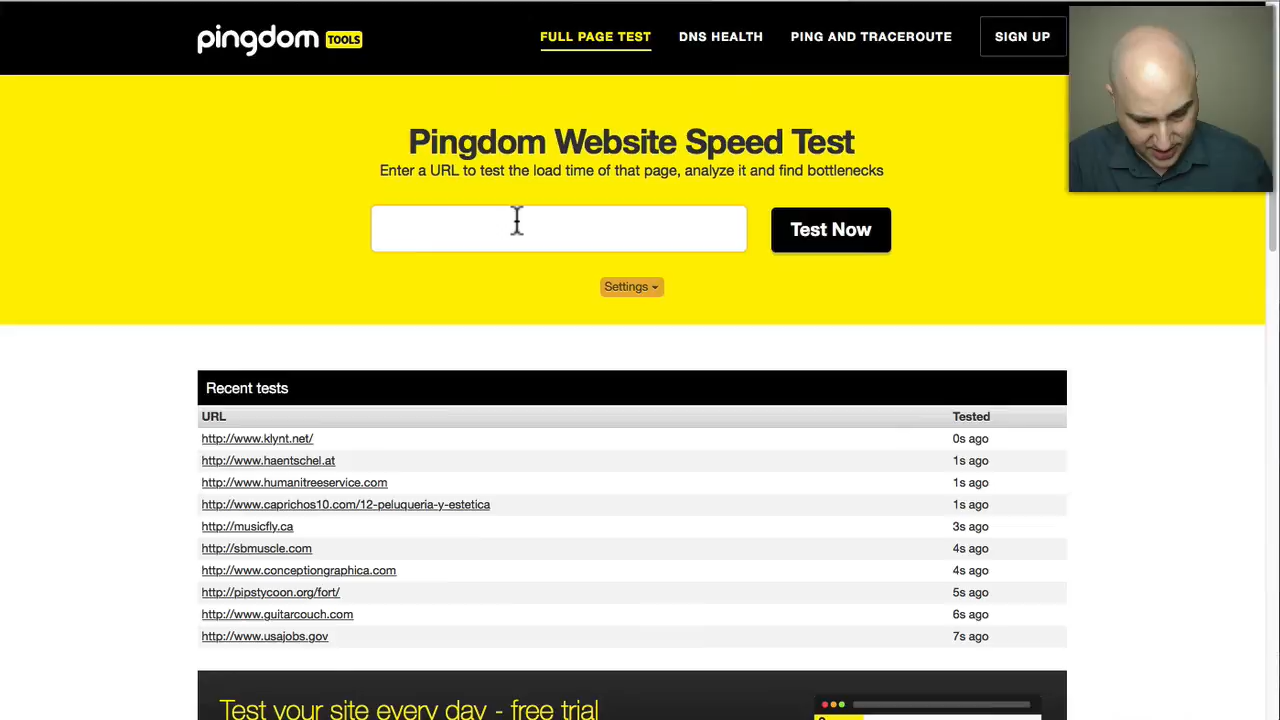 pingdom TOOLS
FULL PAGE TEST DNS HEALTH PING AND TRACEROUTE SIGN UP
Pingdom Website Speed Test
Enter a URL to test the load time of that page, analyze it and find bottlenecks
Test Now
Settings
Recent tests
URL Tested
http://www.klynt.net/ 0s ago
http://www.haentschel.at 1s ago
http://www.humanitreeservice.com 1s ago
http://www.caprichos10.com/12-peluqueria-y-estetica 1s ago
http://musicfly.ca 3s ago
http://sbmuscle.com 4s ago
http://www.conceptiongraphica.com 4s ago
http://pipstycoon.org/fort/ 5s ago
http://www.guitarcouch.com 6s ago
http://www.usajobs.gov 7s ago
Test your site every day - free trial